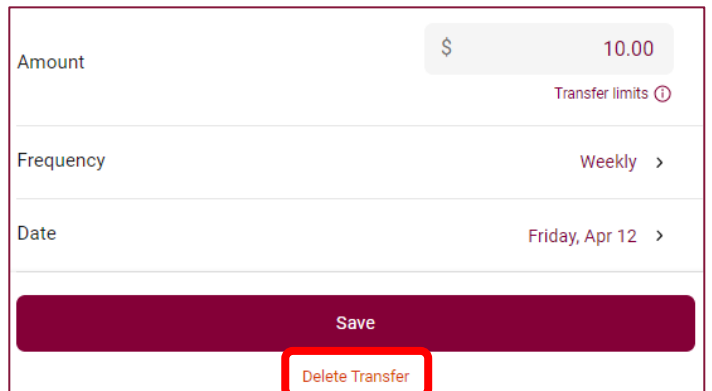 Amount
$ 10.00
Transfer limits
Frequency
Weekly >
Date
Friday, Apr 12 >
Save
Delete Transfer